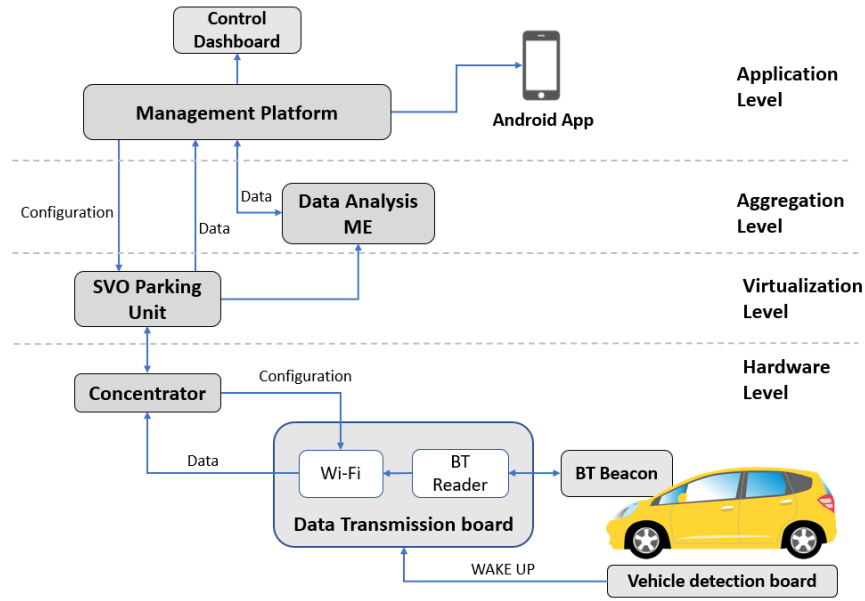 Control
Dashboard
Application
Level
Management Platform
Android App
Configuration
Data
Data
Data Analysis
ME
Aggregation
Level
SVO Parking
Unit
Virtualization
Level
Hardware
Level
Concentrator
Configuration
Data
Wi-Fi
BT
Reader
BT Beacon
Data Transmission board
WAKE UP
Vehicle detection board